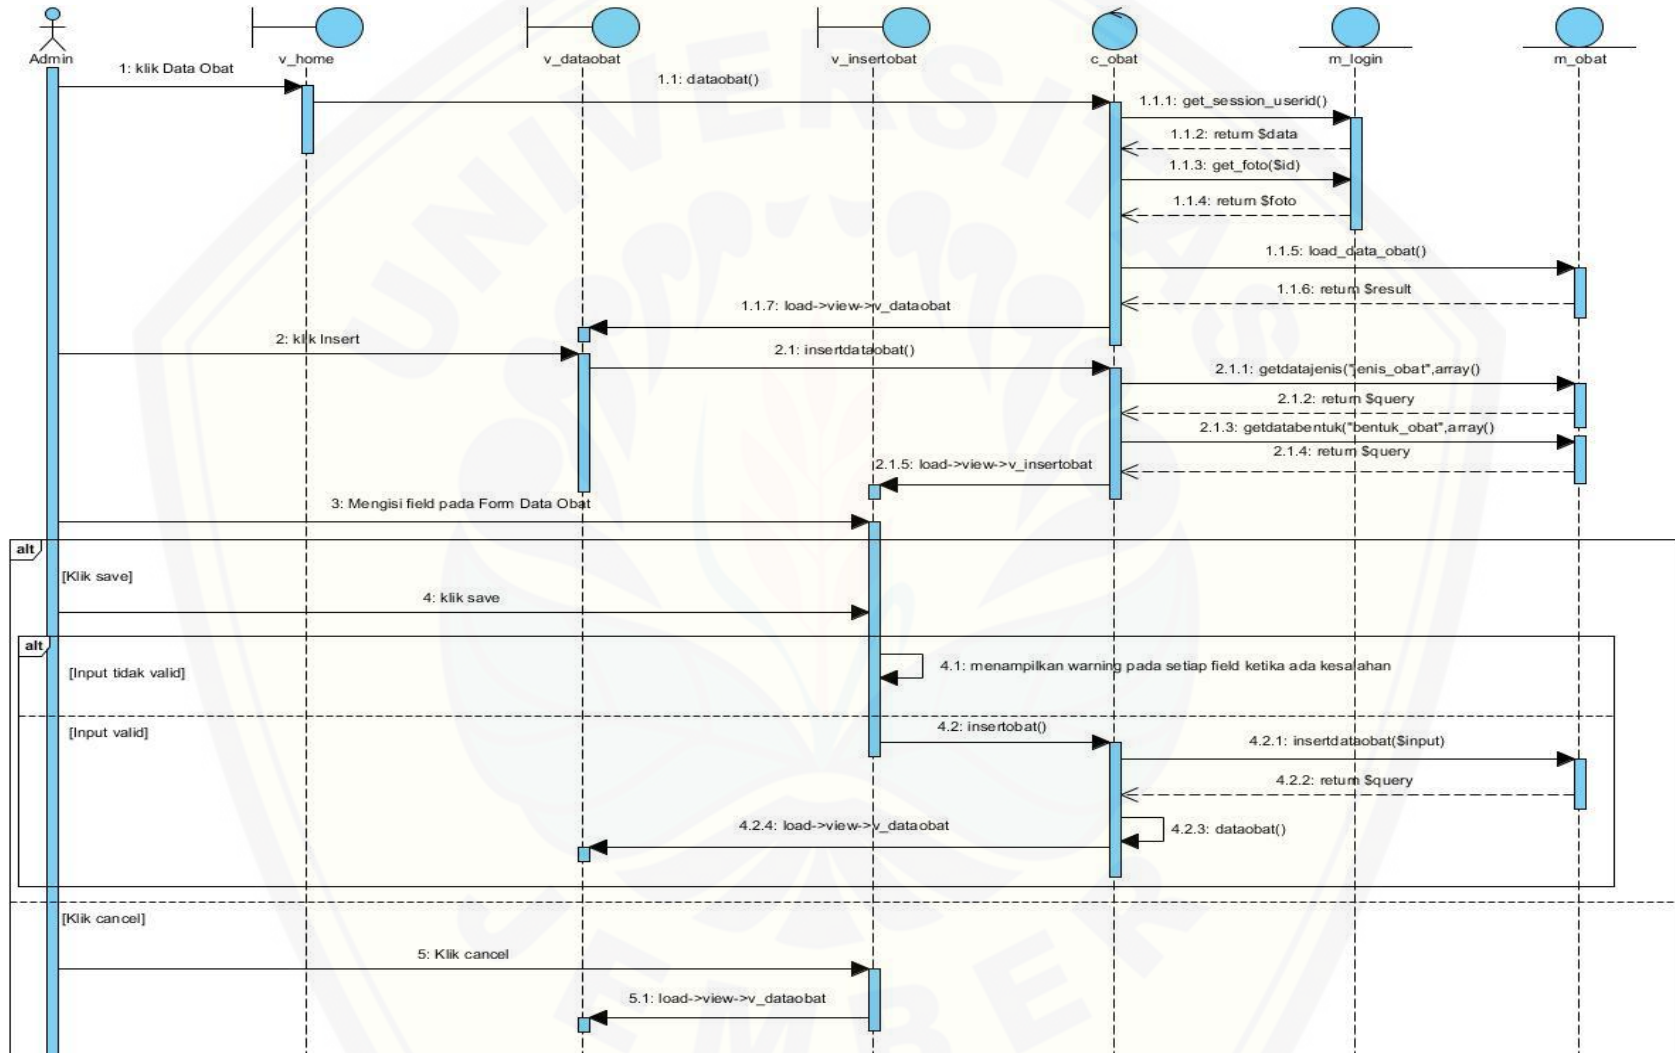 Admin
v_home
v_dataobat
v_insertobat
c_obat
m_login
m_obat
1: klik Data Obat
1.1: dataobat()
1.1.1: get_session_userid()
1.1.2: return $data
1.1.3: get_foto($id)
1.1.4: return $foto
1.1.5: load_data_obat()
1.1.6: return $result
1.1.7: load->view->v_dataobat
2: klik Insert
2.1: insertdataobat()
2.1.1: getdatajenis("jenis_obat",array()
2.1.2: return $query
2.1.3: getdatabentuk("bentuk_obat",array()
2.1.4: return $query
2.1.5: load->view->v_insertobat
3: Mengisi field pada Form Data Obat
alt
[Klik save]
4: klik save
alt
[Input tidak valid]
4.1: menampilkan warning pada setiap field ketika ada kesalahan
[Input valid]
4.2: insertobat()
4.2.1: insertdataobat($input)
4.2.2: return $query
4.2.3: dataobat()
4.2.4: load->view->v_dataobat
[Klik cancel]
5: Klik cancel
5.1: load->view->v_dataobat
UNIVERSITAS
JEMBER